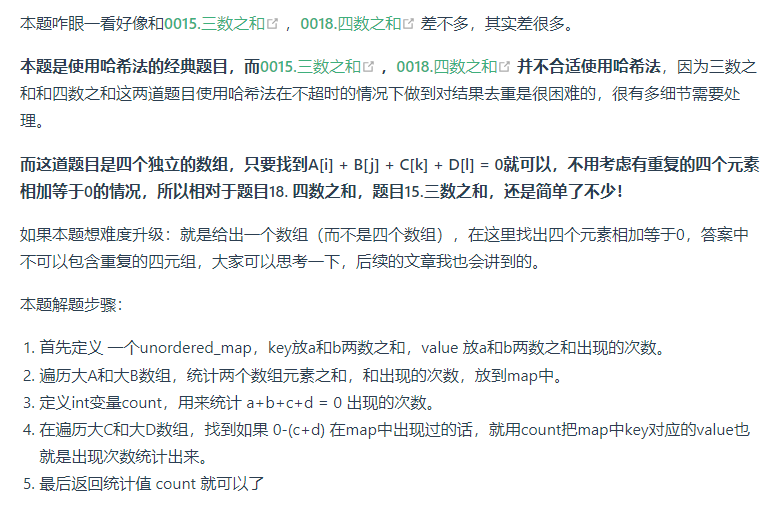 本题咋眼一看好像和0015.三数之和，0018.四数之和 差不多，其实差很多。
本题是使用哈希法的经典题目，而0015.三数之和，0018.四数之和 并不合适使用哈希法，因为三数之
和和四数之和这两道题目使用哈希法在不超时的情况下做到对结果去重是很困难的，很有多细节需要处
理。
而这道题目是四个独立的数组，只要找到A[i] + B[j] + C[k] + D[l] = 0就可以，不用考虑有重复的四个元素
相加等于0的情况，所以相对于题目18. 四数之和，题目15.三数之和，还是简单了不少！
如果本题想难度升级：就是给出一个数组（而不是四个数组），在这里找出四个元素相加等于0，答案中
不可以包含重复的四元组，大家可以思考一下，后续的文章我也会讲到的。
本题解题步骤：
1. 首先定义 一个unordered_map，key放a和b两数之和，value 放a和b两数之和出现的次数。
2. 遍历大A和大B数组，统计两个数组元素之和，和出现的次数，放到map中。
3. 定义int变量count，用来统计 a+b+c+d = 0 出现的次数。
4. 在遍历大C和大D数组，找到如果 0-(c+d) 在map中出现过的话，就用count把map中key对应的value也
就是出现次数统计出来。
5. 最后返回统计值 count 就可以了